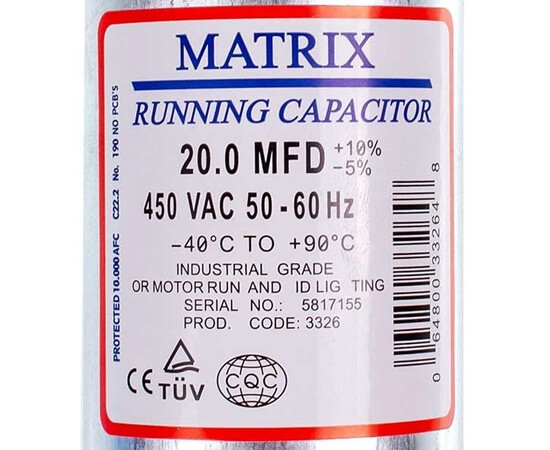 MATRIX
RUNNING CAPACITOR
20.0 MFD +10% –5%
450 VAC 50-60Hz
–40°C TO +90°C
INDUSTRIAL GRADE
OR MOTOR RUN AND ID LIG TING
SERIAL NO.: 5817155
PROD. CODE: 3326
CE TÜV CQC
PROTECTED 10.000 AFC C22.2 No. 190 NO PCB'S
0 64800 33264 8